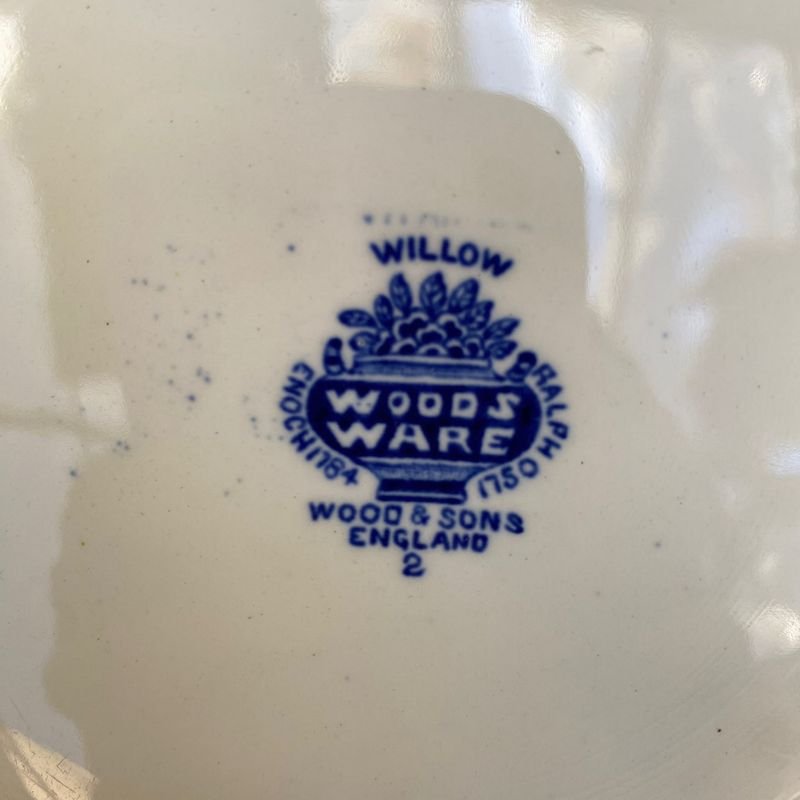 WILLOW
ENOCH 1784
RALPH 1750
WOODS
WARE
WOOD & SONS
ENGLAND
2